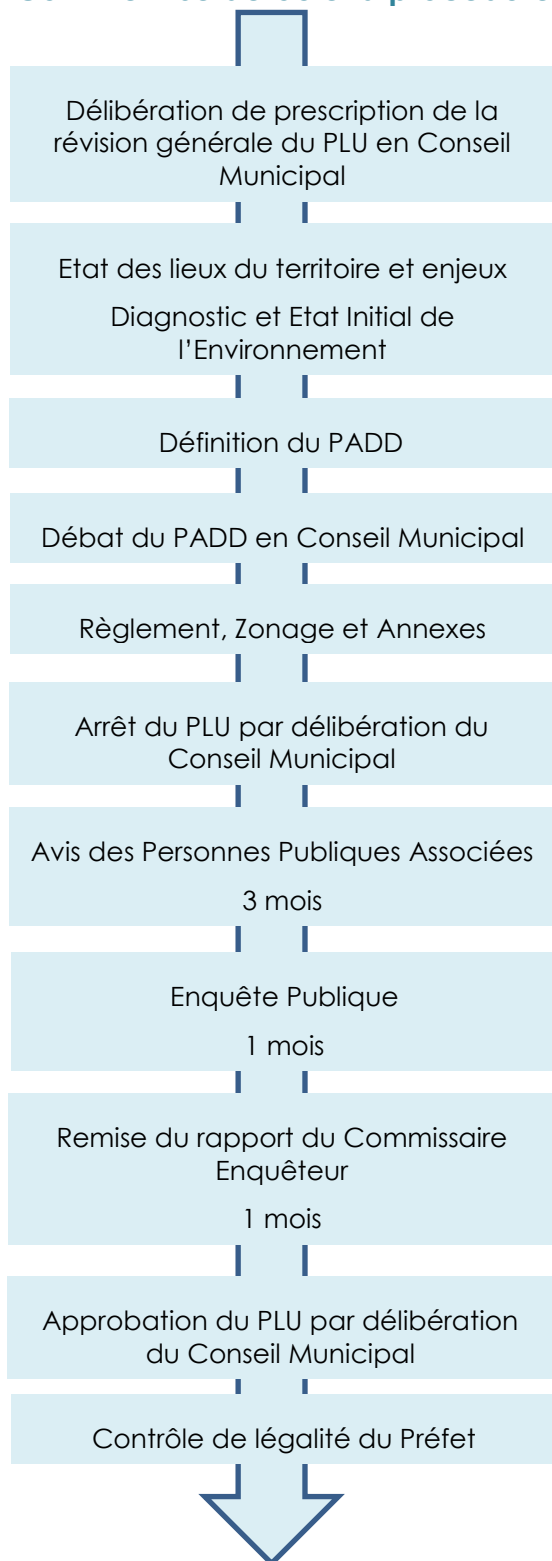 Délibération de prescription de la
révision générale du PLU en Conseil
Municipal
Etat des lieux du territoire et enjeux
Diagnostic et Etat Initial de
l'Environnement
Définition du PADD
Débat du PADD en Conseil Municipal
Règlement, Zonage et Annexes
Arrêt du PLU par délibération du
Conseil Municipal
Avis des Personnes Publiques Associées
3 mois
Enquête Publique
1 mois
Remise du rapport du Commissaire
Enquêteur
1 mois
Approbation du PLU par délibération
du Conseil Municipal
Contrôle de légalité du Préfet